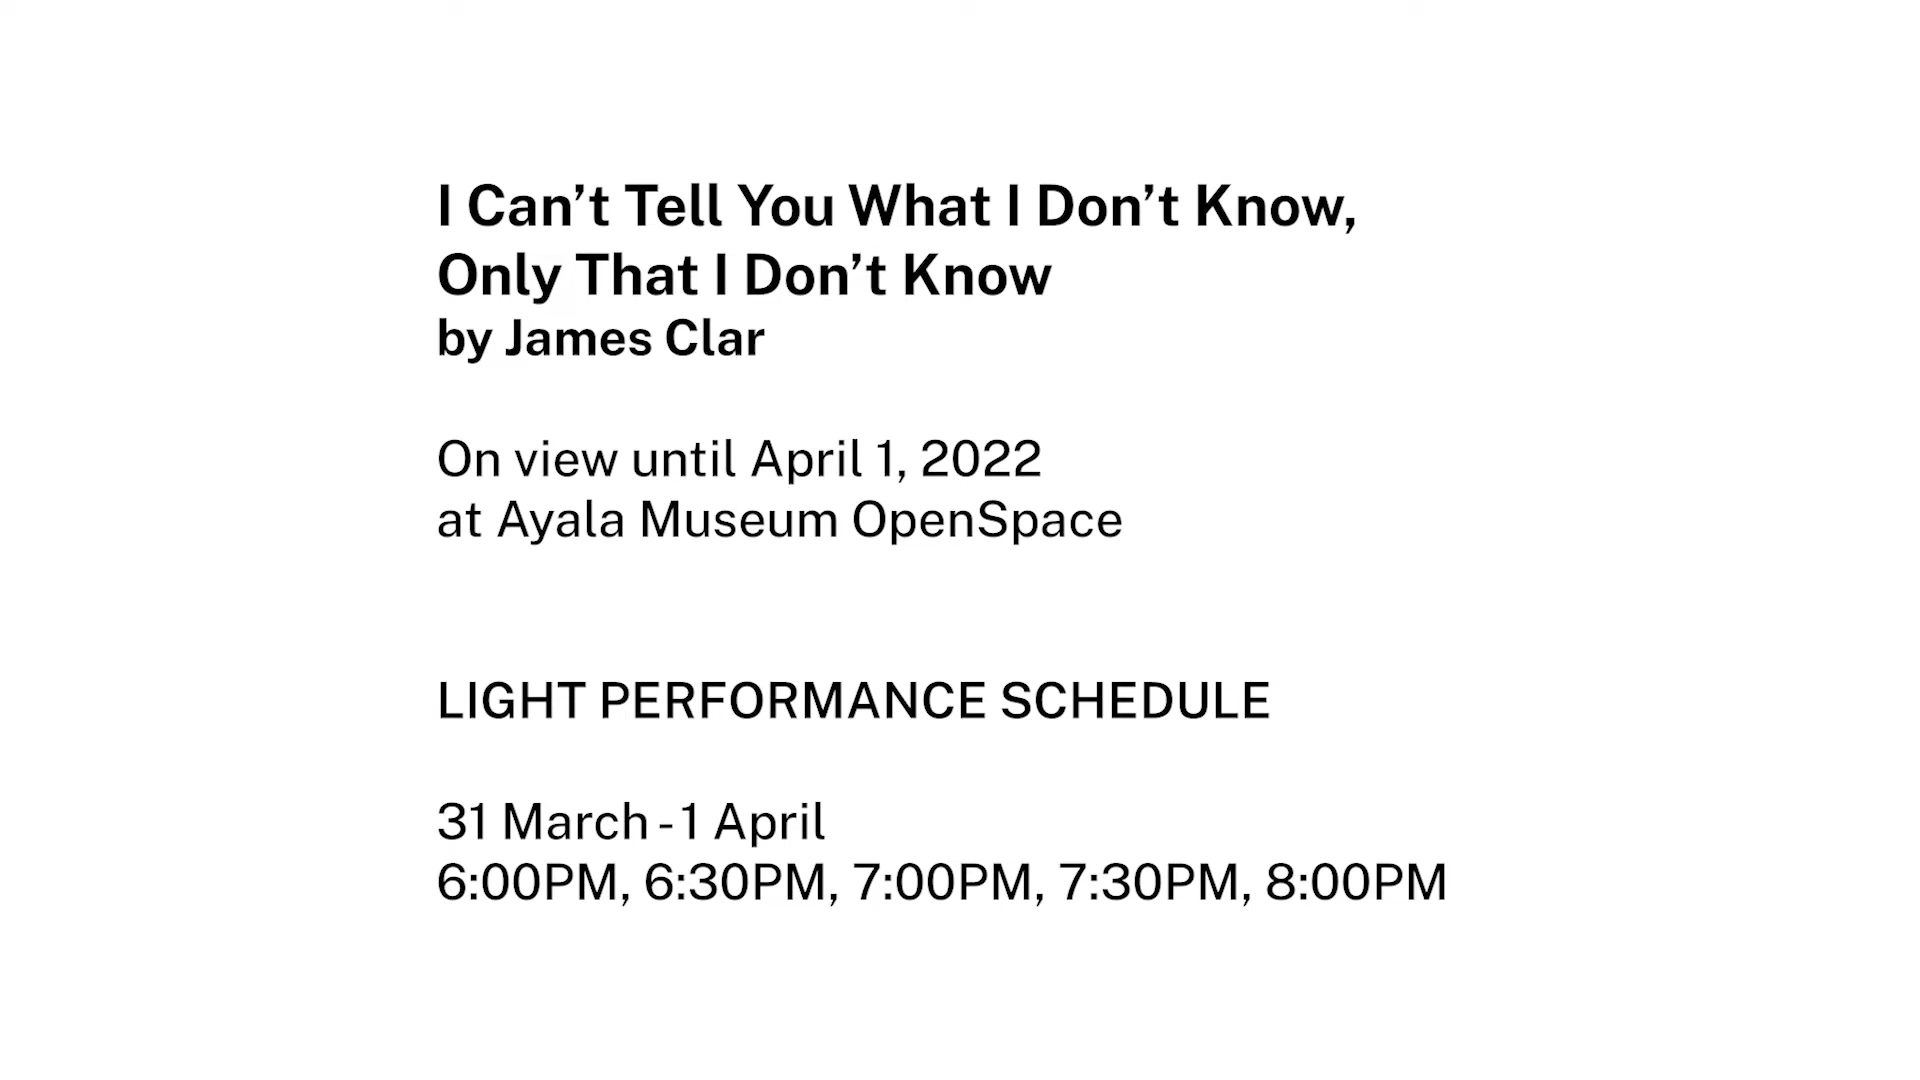 I Can’t Tell You What I Don’t Know,
Only That I Don’t Know
by James Clar
On view until April 1, 2022
at Ayala Museum OpenSpace
LIGHT PERFORMANCE SCHEDULE
31 March - 1 April
6:00PM, 6:30PM, 7:00PM, 7:30PM, 8:00PM